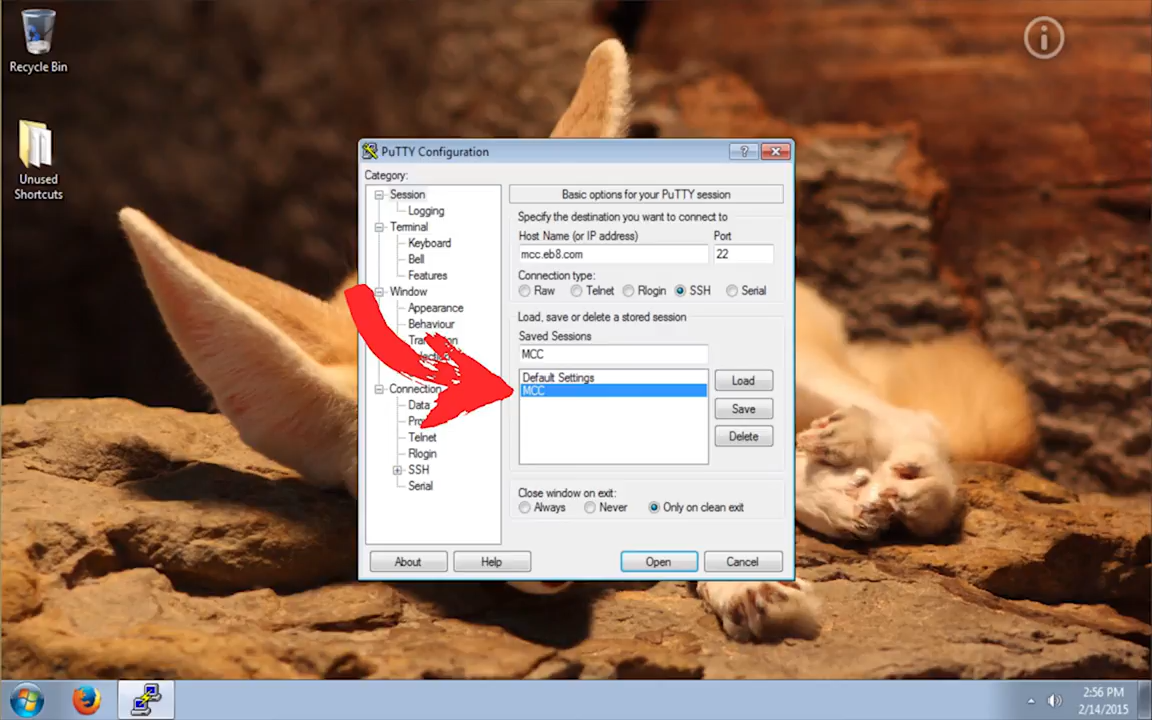 Recycle Bin
Unused
Shortcuts
PuTTY Configuration
Category:
Session
Logging
Terminal
Keyboard
Bell
Features
Window
Appearance
Behaviour
Connection
Data
Telnet
Rlogin
SSH
Serial
Basic options for your PuTTY session
Specify the destination you want to connect to
Host Name (or IP address) Port
mcc.eb8.com 22
Connection type:
Raw Telnet Rlogin SSH Serial
Load, save or delete a stored session
Saved Sessions
MCC
Default Settings
MCC
Load
Save
Delete
Close window on exit:
Always Never Only on clean exit
About Help Open Cancel
2:56 PM
2/14/2015